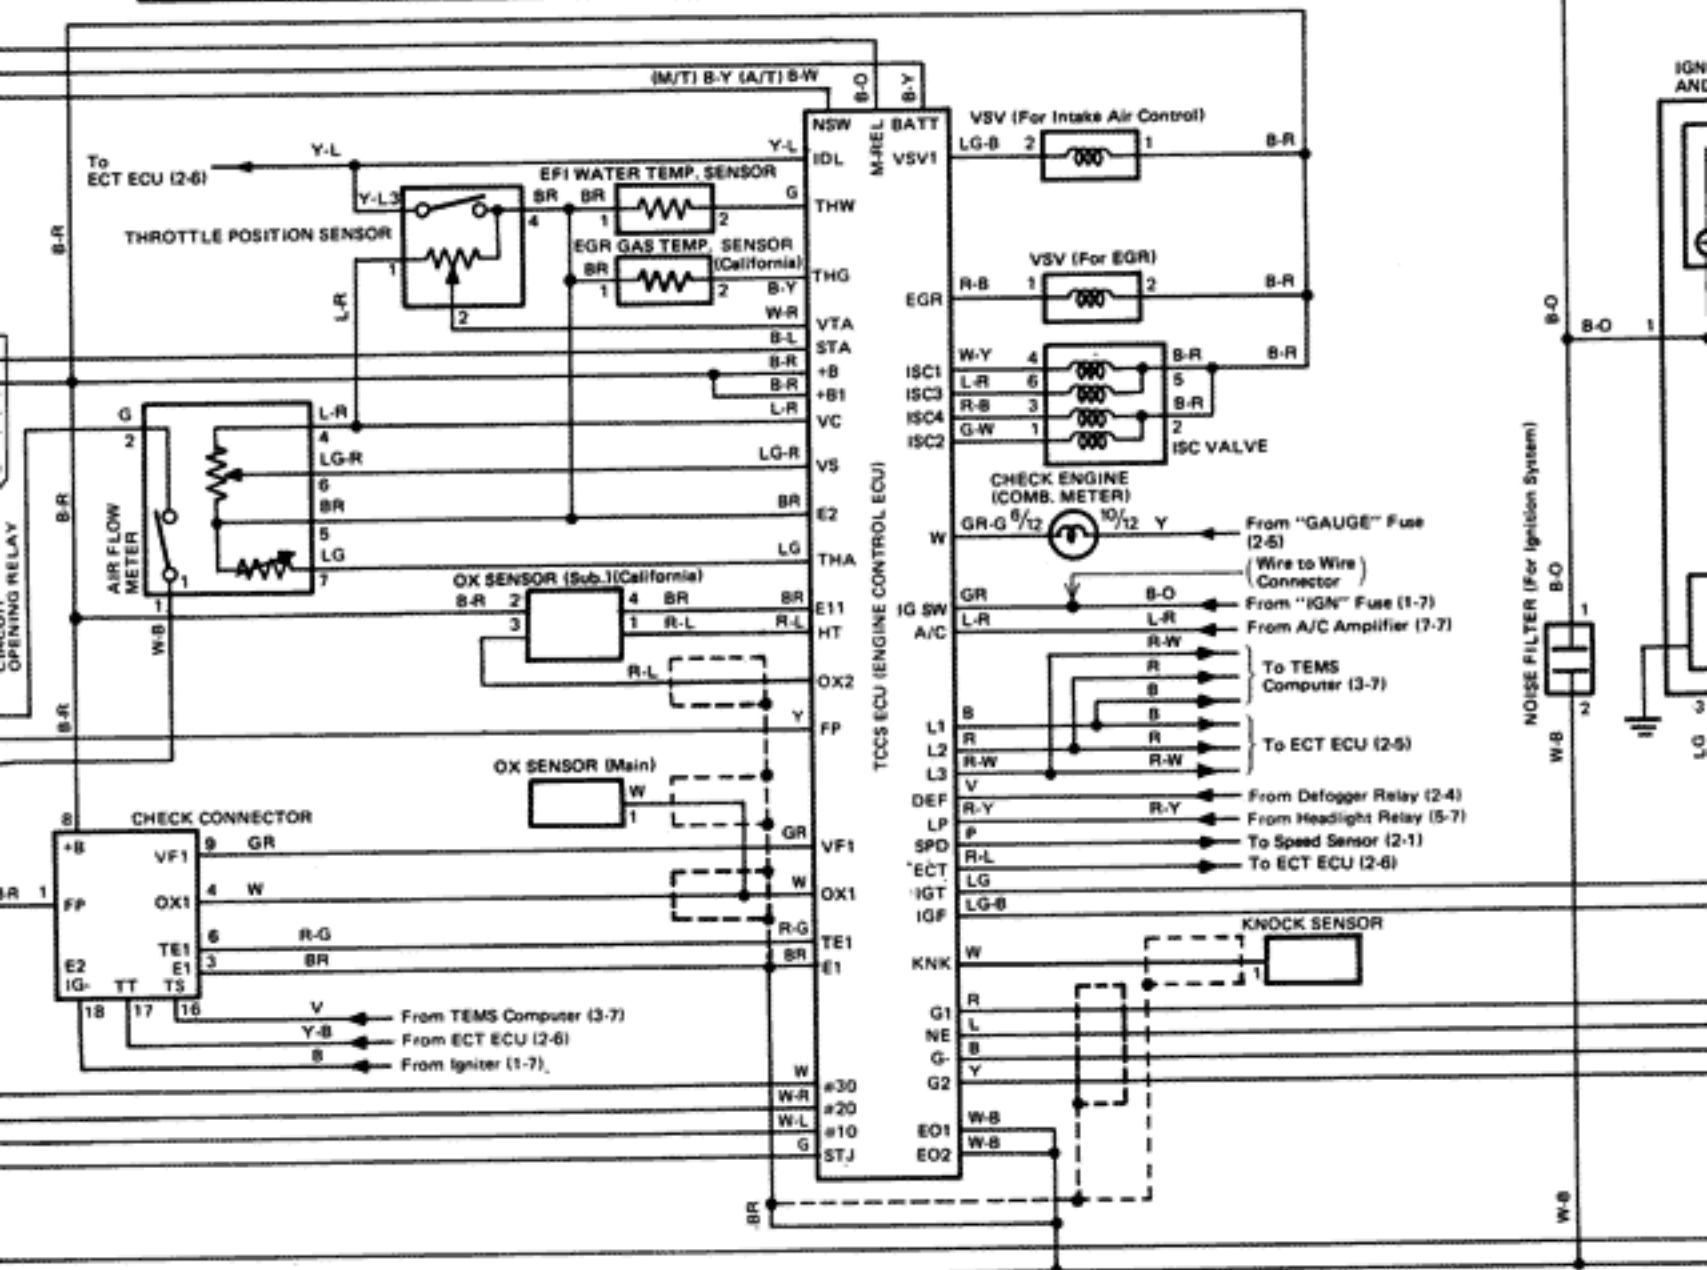 (M/T) B-Y (A/T) B-W
B-O
B-Y
NSW
M-REL
BATT
VSV (For Intake Air Control)
To
ECT ECU (2-6)
Y-L
Y-L
IDL
VSV1
LG-B 2
1
B-R
EFI WATER TEMP. SENSOR
Y-L 3
BR
4
BR
1
2
G
THW
THROTTLE POSITION SENSOR
EGR GAS TEMP. SENSOR
(California)
BR
1
2
B-Y
THG
1
L-R
2
W-R
VTA
VSV (For EGR)
EGR
R-B 1
2
B-R
B-R
B-L
STA
B-R
+B
B-R
+B1
L-R
VC
ISC1
W-Y 4
B-R
B-R
ISC3
L-R 6
5
ISC4
R-B 3
B-R
ISC2
G-W 1
2
ISC VALVE
G
2
L-R
4
LG-R
6
LG-R
VS
BR
5
BR
E2
LG
7
LG
THA
AIR FLOW
METER
1
1
W-B
B-R
OPENING RELAY
TCCS ECU (ENGINE CONTROL ECU)
CHECK ENGINE
(COMB. METER)
W
GR-G 6/12
10/12 Y
From "GAUGE" Fuse
(2-5)
(Wire to Wire
Connector)
OX SENSOR (Sub.)(California)
B-R 2
3
4 BR
1 R-L
BR
E11
R-L
HT
R-L
OX2
IG SW
GR
B-O
From "IGN" Fuse (1-7)
A/C
L-R
L-R
From A/C Amplifier (7-7)
R-W
R
B
To TEMS
Computer (3-7)
B-R
Y
FP
L1
B
B
L2
R
R
L3
R-W
R-W
To ECT ECU (2-5)
OX SENSOR (Main)
W
1
DEF
V
From Defogger Relay (2-4)
LP
R-Y
R-Y
From Headlight Relay (5-7)
SPD
P
To Speed Sensor (2-1)
ECT
R-L
To ECT ECU (2-6)
IGT
LG
IGF
LG-B
8
CHECK CONNECTOR
+B
VF1
9 GR
GR
VF1
1
FP
OX1
4 W
W
OX1
TE1
6 R-G
R-G
TE1
E2
E1
3 BR
BR
E1
IG-
TT
TS
18
17
16
V
From TEMS Computer (3-7)
Y-B
From ECT ECU (2-6)
B
From Igniter (1-7)
KNOCK SENSOR
KNK
W
1
G1
R
NE
L
G-
B
G2
Y
W
#30
W-R
#20
W-L
#10
G
STJ
EO1
W-B
EO2
W-B
BR
B-O
B-O 1
B-O
1
NOISE FILTER (For Ignition System)
2
W-B
W-B
3
LG